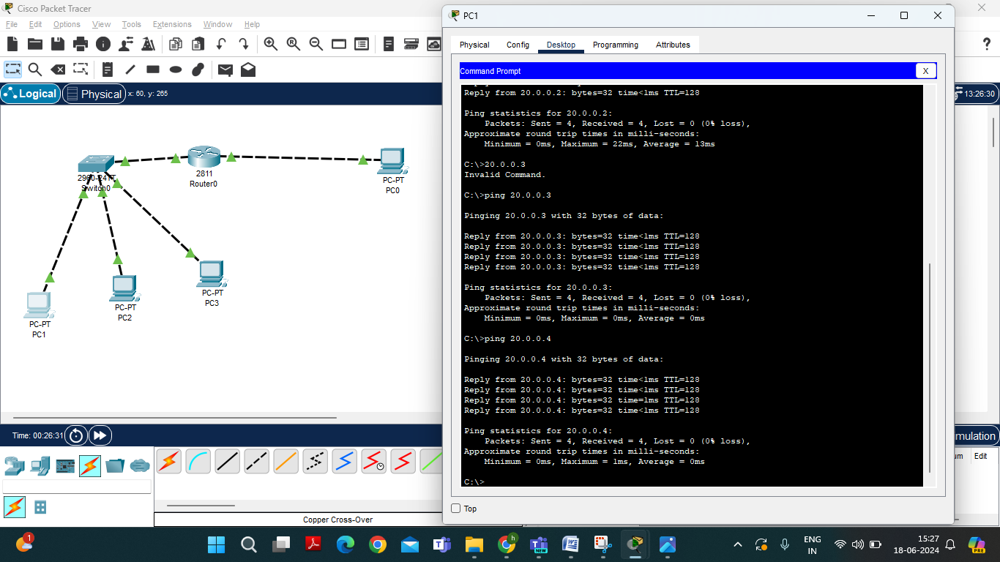 Cisco Packet Tracer
File Edit Options View Tools Extensions Window Help
Logical
Physical
x: 60, y: 265
13:26:30
2811
Router0
Switch0
PC-PT
PC0
PC-PT
PC3
PC-PT
PC2
PC-PT
PC1
Time: 00:26:31
mulation
um Edit
Copper Cross-Over
PC1
Physical Config Desktop Programming Attributes
Command Prompt
X
Reply from 20.0.0.2: bytes=32 time<1ms TTL=128
Ping statistics for 20.0.0.2:
Packets: Sent = 4, Received = 4, Lost = 0 (0% loss),
Approximate round trip times in milli-seconds:
Minimum = 0ms, Maximum = 22ms, Average = 13ms
C:\>20.0.0.3
Invalid Command.
C:\>ping 20.0.0.3
Pinging 20.0.0.3 with 32 bytes of data:
Reply from 20.0.0.3: bytes=32 time<1ms TTL=128
Reply from 20.0.0.3: bytes=32 time<1ms TTL=128
Reply from 20.0.0.3: bytes=32 time<1ms TTL=128
Reply from 20.0.0.3: bytes=32 time<1ms TTL=128
Ping statistics for 20.0.0.3:
Packets: Sent = 4, Received = 4, Lost = 0 (0% loss),
Approximate round trip times in milli-seconds:
Minimum = 0ms, Maximum = 0ms, Average = 0ms
C:\>ping 20.0.0.4
Pinging 20.0.0.4 with 32 bytes of data:
Reply from 20.0.0.4: bytes=32 time<1ms TTL=128
Reply from 20.0.0.4: bytes=32 time<1ms TTL=128
Reply from 20.0.0.4: bytes=32 time=1ms TTL=128
Reply from 20.0.0.4: bytes=32 time<1ms TTL=128
Ping statistics for 20.0.0.4:
Packets: Sent = 4, Received = 4, Lost = 0 (0% loss),
Approximate round trip times in milli-seconds:
Minimum = 0ms, Maximum = 1ms, Average = 0ms
C:\>
Top
1
NEW
h
ENG
IN
15:27
18-06-2024
PRE